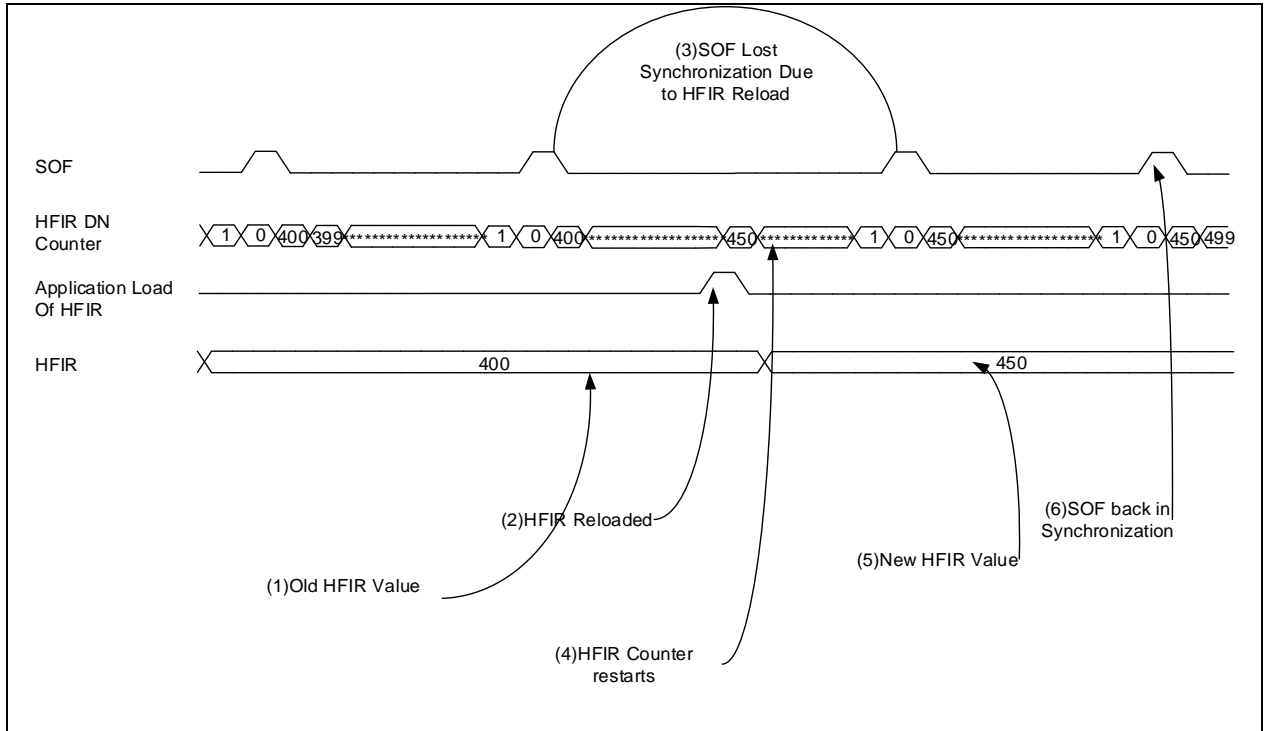 (3)SOF Lost
Synchronization Due
to HFIR Reload
SOF
HFIR DN
Counter
1 0 400 399 ******************* 1 0 400 ******************* 450 ************* 1 0 450 ******************* 1 0 450 499
Application Load
Of HFIR
HFIR
400
450
(2)HFIR Reloaded
(6)SOF back in
Synchronization
(5)New HFIR Value
(1)Old HFIR Value
(4)HFIR Counter
restarts